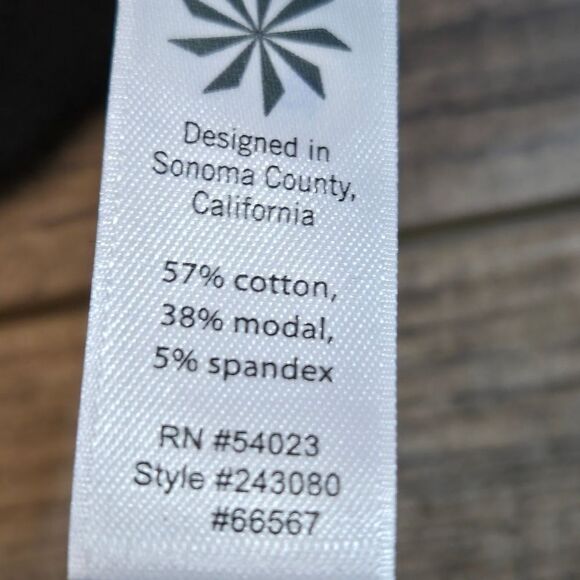 Designed in
Sonoma County,
California
57% cotton,
38% modal,
5% spandex
RN #54023
Style #243080
#66567